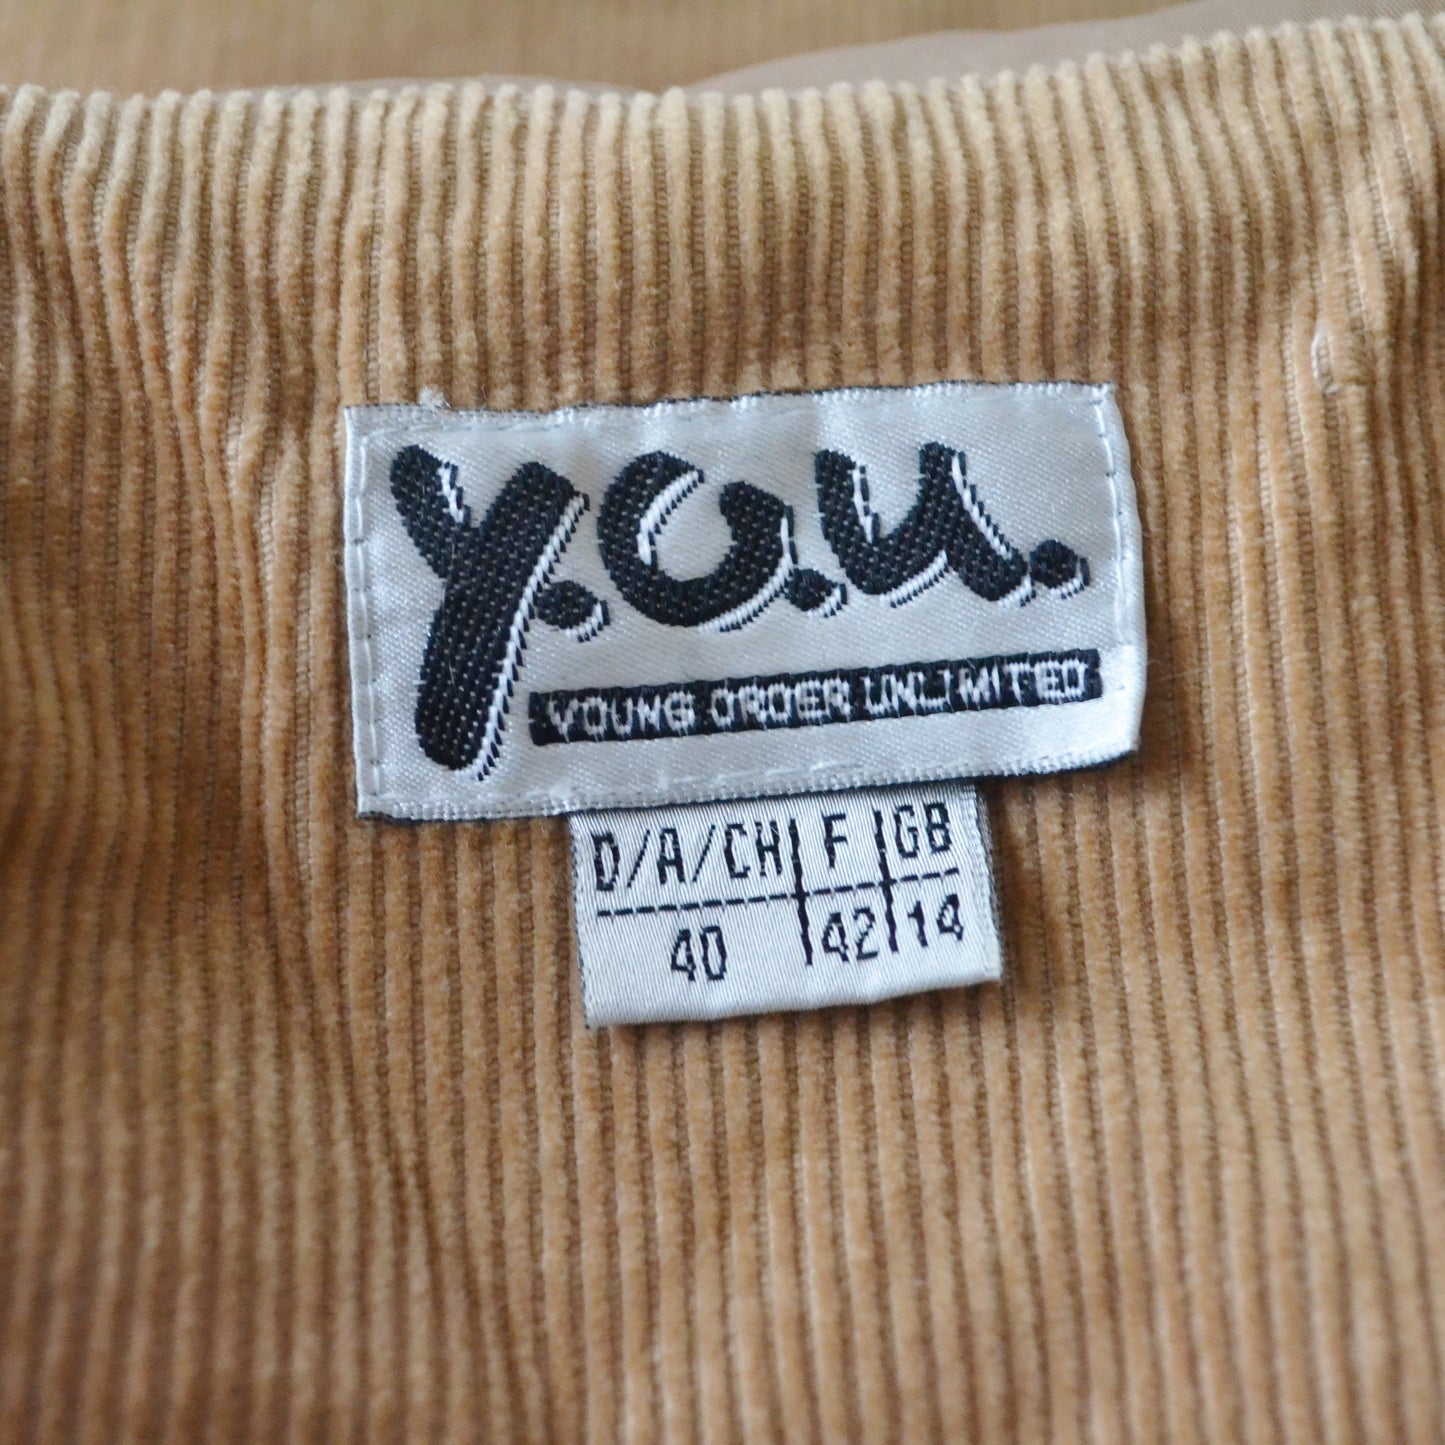 y.o.u.
YOUNG ORDER UNLIMITED
D/A/CH | F | GB
40 | 42 | 14